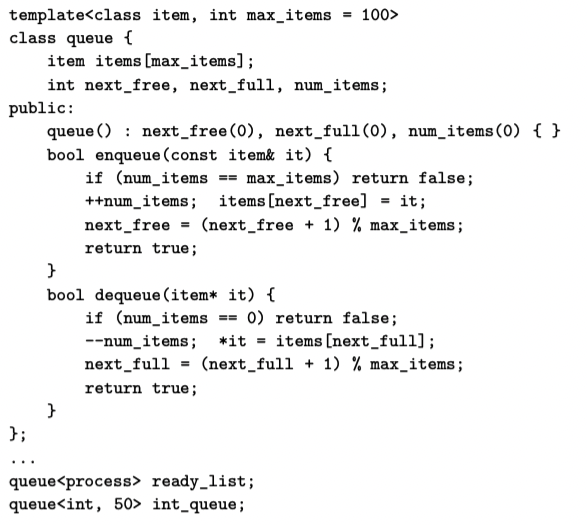 template<class item, int max_items = 100>
class queue {
    item items[max_items];
    int next_free, next_full, num_items;
public:
    queue() : next_free(0), next_full(0), num_items(0) { }
    bool enqueue(const item& it) {
        if (num_items == max_items) return false;
        ++num_items;  items[next_free] = it;
        next_free = (next_free + 1) % max_items;
        return true;
    }
    bool dequeue(item* it) {
        if (num_items == 0) return false;
        --num_items;  *it = items[next_full];
        next_full = (next_full + 1) % max_items;
        return true;
    }
};
...
queue<process> ready_list;
queue<int, 50> int_queue;